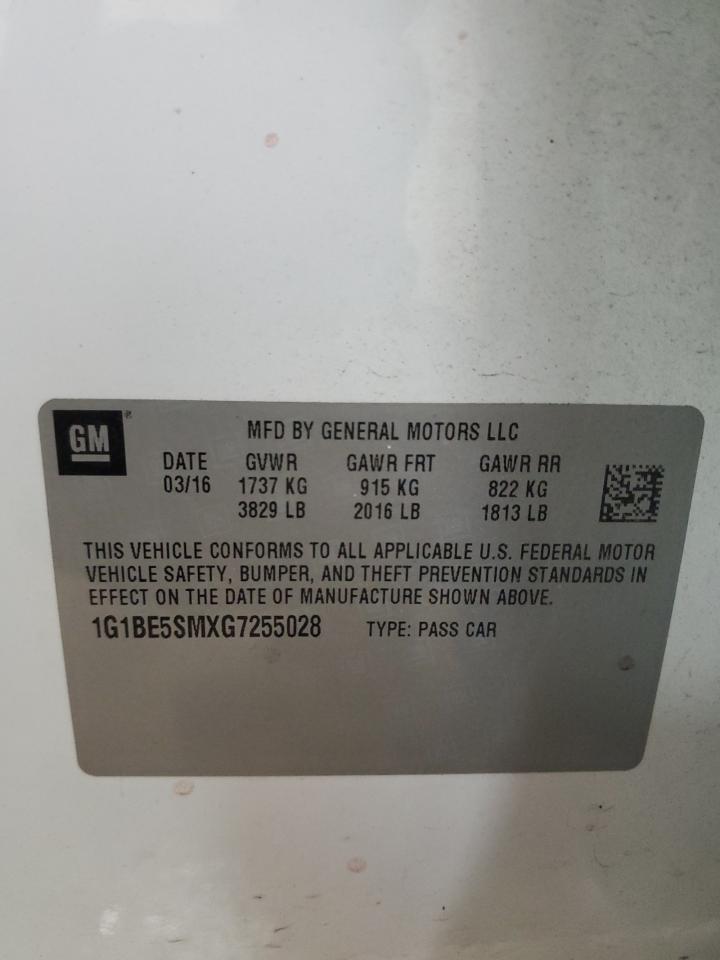 GM®
MFD BY GENERAL MOTORS LLC
DATE GVWR GAWR FRT GAWR RR
03/16 1737 KG 915 KG 822 KG
3829 LB 2016 LB 1813 LB
THIS VEHICLE CONFORMS TO ALL APPLICABLE U.S. FEDERAL MOTOR
VEHICLE SAFETY, BUMPER, AND THEFT PREVENTION STANDARDS IN
EFFECT ON THE DATE OF MANUFACTURE SHOWN ABOVE.
1G1BE5SMXG7255028 TYPE: PASS CAR